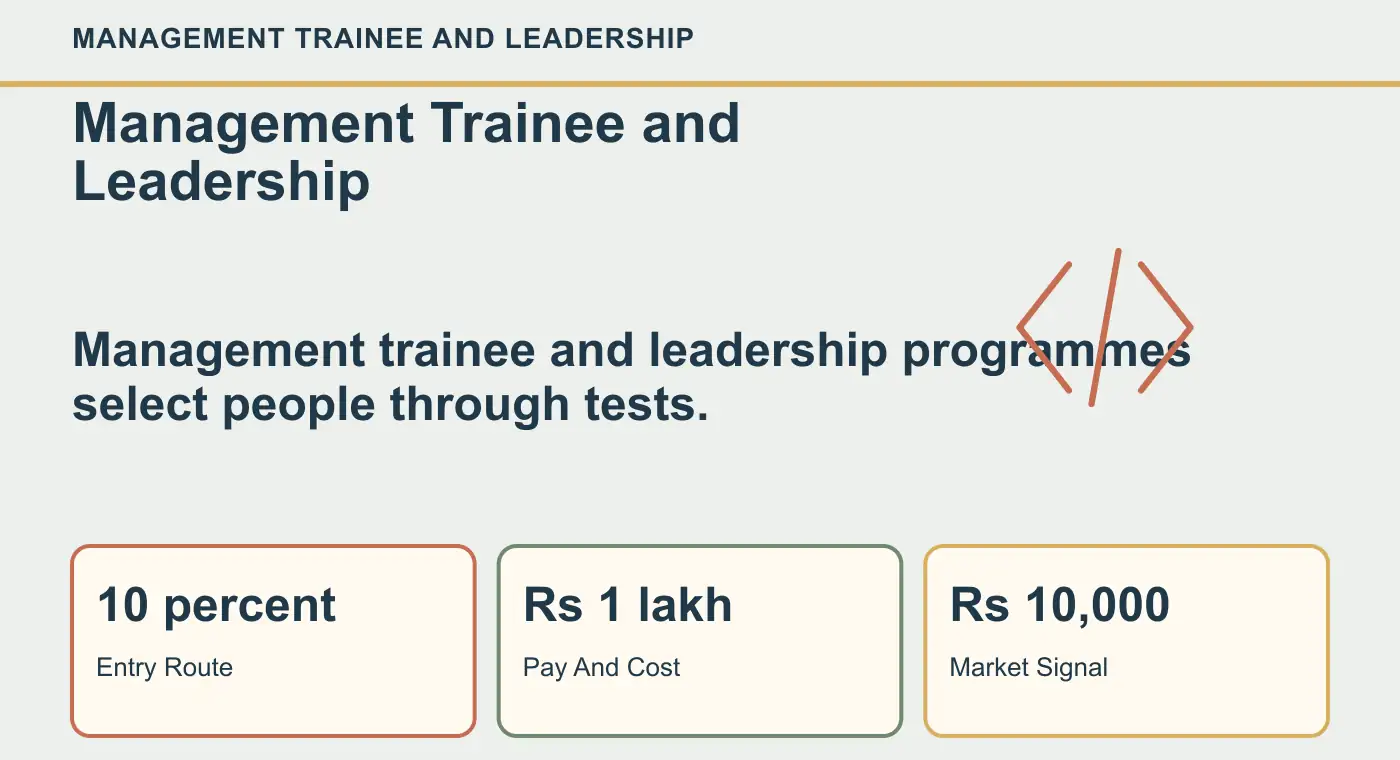 MANAGEMENT TRAINEE AND LEADERSHIP
Management Trainee and
Leadership
Management trainee and leadership programmes
select people through tests.
10 percent
Entry Route
Rs 1 lakh
Pay And Cost
Rs 10,000
Market Signal